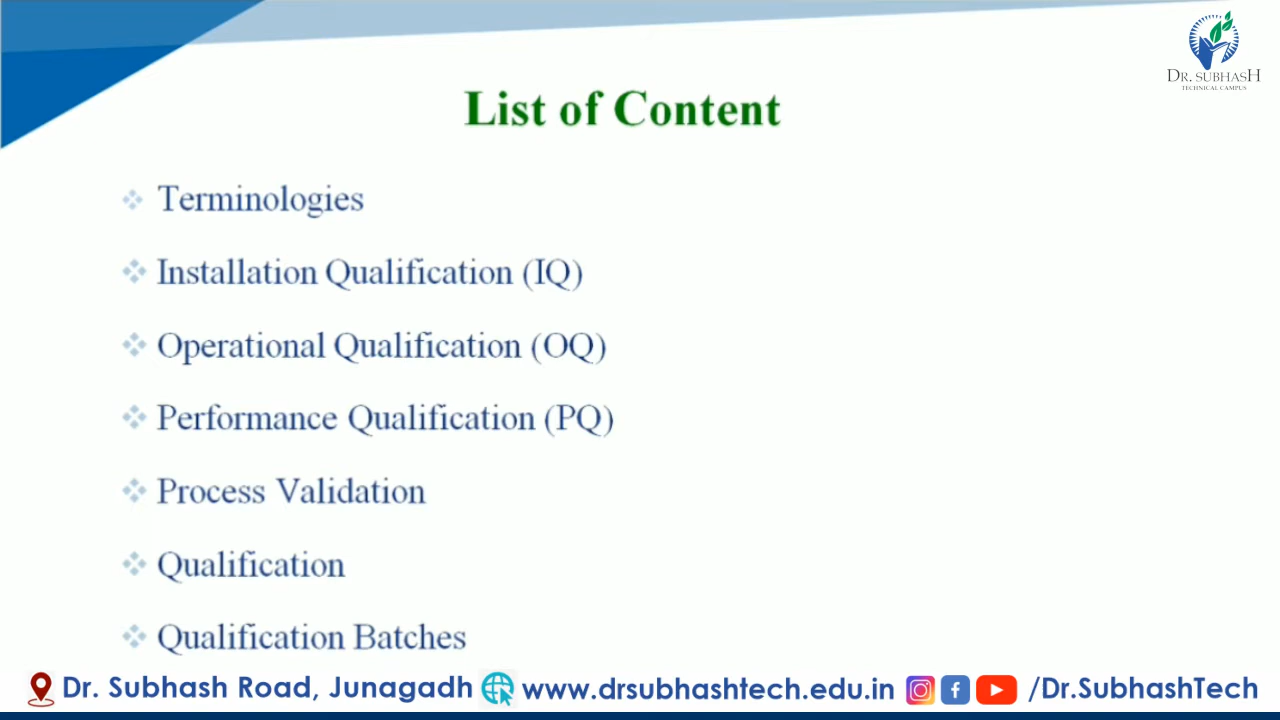 DR. SUBHASH
TECHNICAL CAMPUS
List of Content
Terminologies
Installation Qualification (IQ)
Operational Qualification (OQ)
Performance Qualification (PQ)
Process Validation
Qualification
Qualification Batches
Dr. Subhash Road, Junagadh www.drsubhashtech.edu.in /Dr.SubhashTech